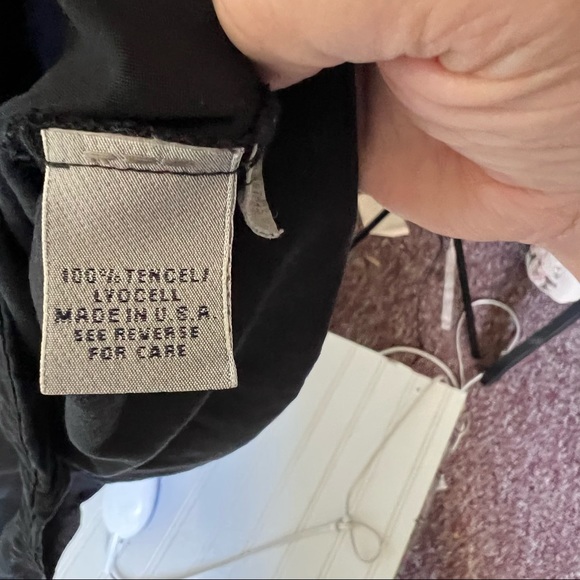 100% TENCEL/
LYOCELL
MADE IN U.S.A.
SEE REVERSE
FOR CARE